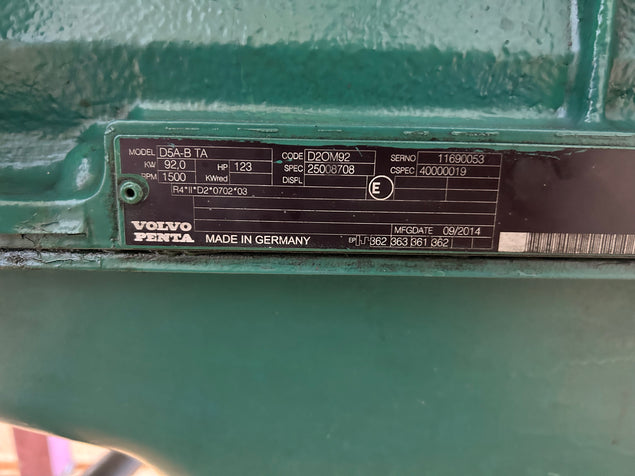 MODEL D5A-B TA CODE D2OM92 SERNO 11690053
KW 92,0 HP 123 SPEC 25008708 CSPEC 40000019
RPM 1500 KWred DISPL E
R4*II*D2*0702*03
VOLVO
PENTA
MFGDATE 09/2014
MADE IN GERMANY EP 362 363 361 362